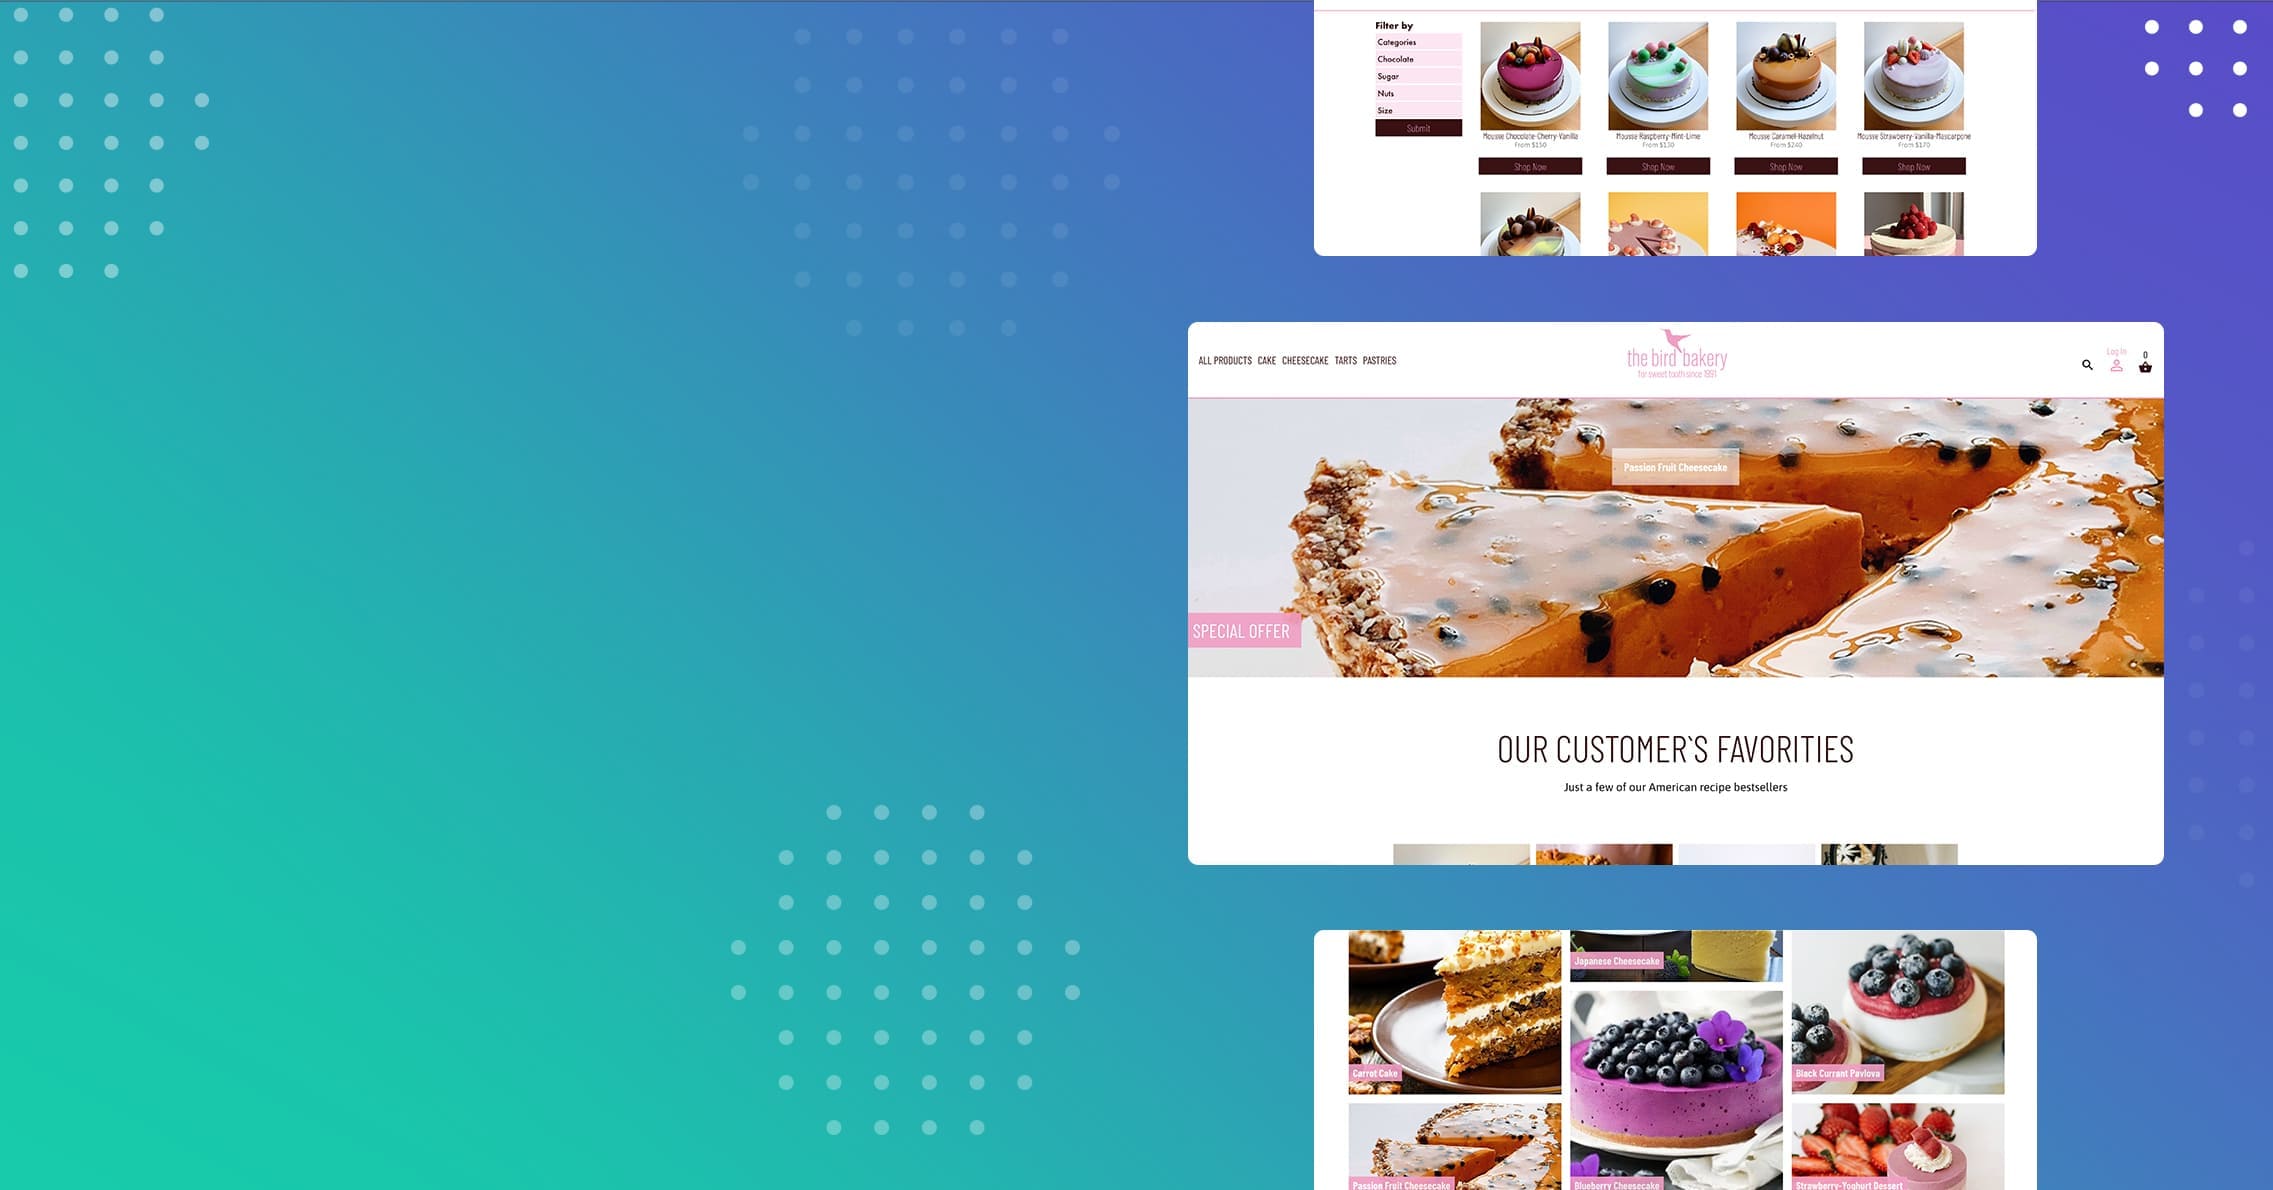 Filter by
Categories
Chocolate
Sugar
Nuts
Size
Submit
Mousse Chocolate-Cherry-Vanilla
From $150
Shop Now
Mousse Raspberry-Mint-Lime
From $130
Shop Now
Mousse Caramel-Hazelnut
From $240
Shop Now
Mousse Strawberry-Vanilla-Mascarpone
From $170
Shop Now
ALL PRODUCTS CAKE CHEESECAKE TARTS PASTRIES
the bird bakery
for sweet tooth since 1991
Log In
0
Passion Fruit Cheesecake
SPECIAL OFFER
OUR CUSTOMER`S FAVORITIES
Just a few of our American recipe bestsellers
Japanese Cheesecake
Carrot Cake
Black Currant Pavlova
Passion Fruit Cheesecake
Blueberry Cheesecake
Strawberry-Yoghurt Dessert